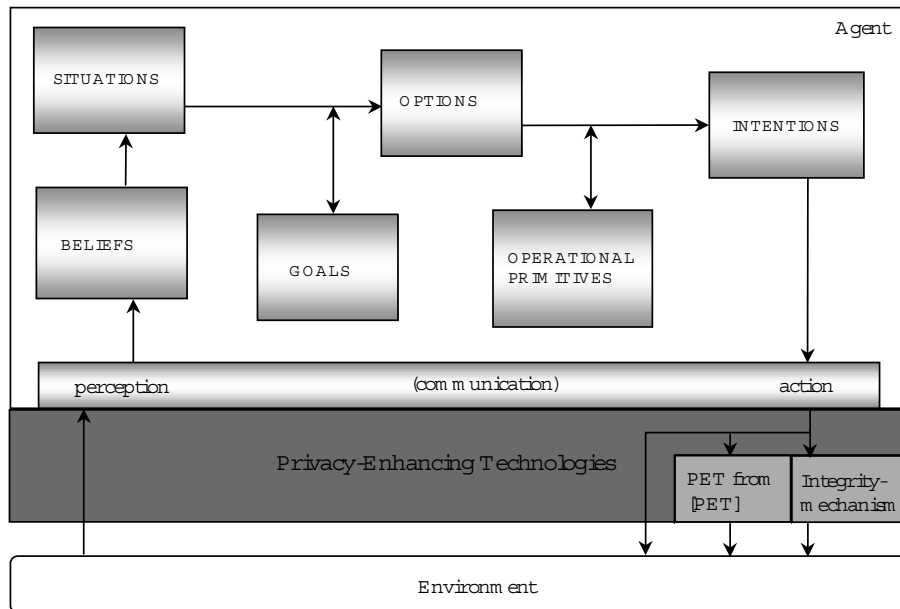 Agent
SITUATIONS
OPTIONS
INTENTIONS
BELIEFS
GOALS
OPERATIONAL
PRIMITIVES
perception
(communication)
action
Privacy-Enhancing Technologies
PET from
[PET]
Integrity-
mechanism
Environment